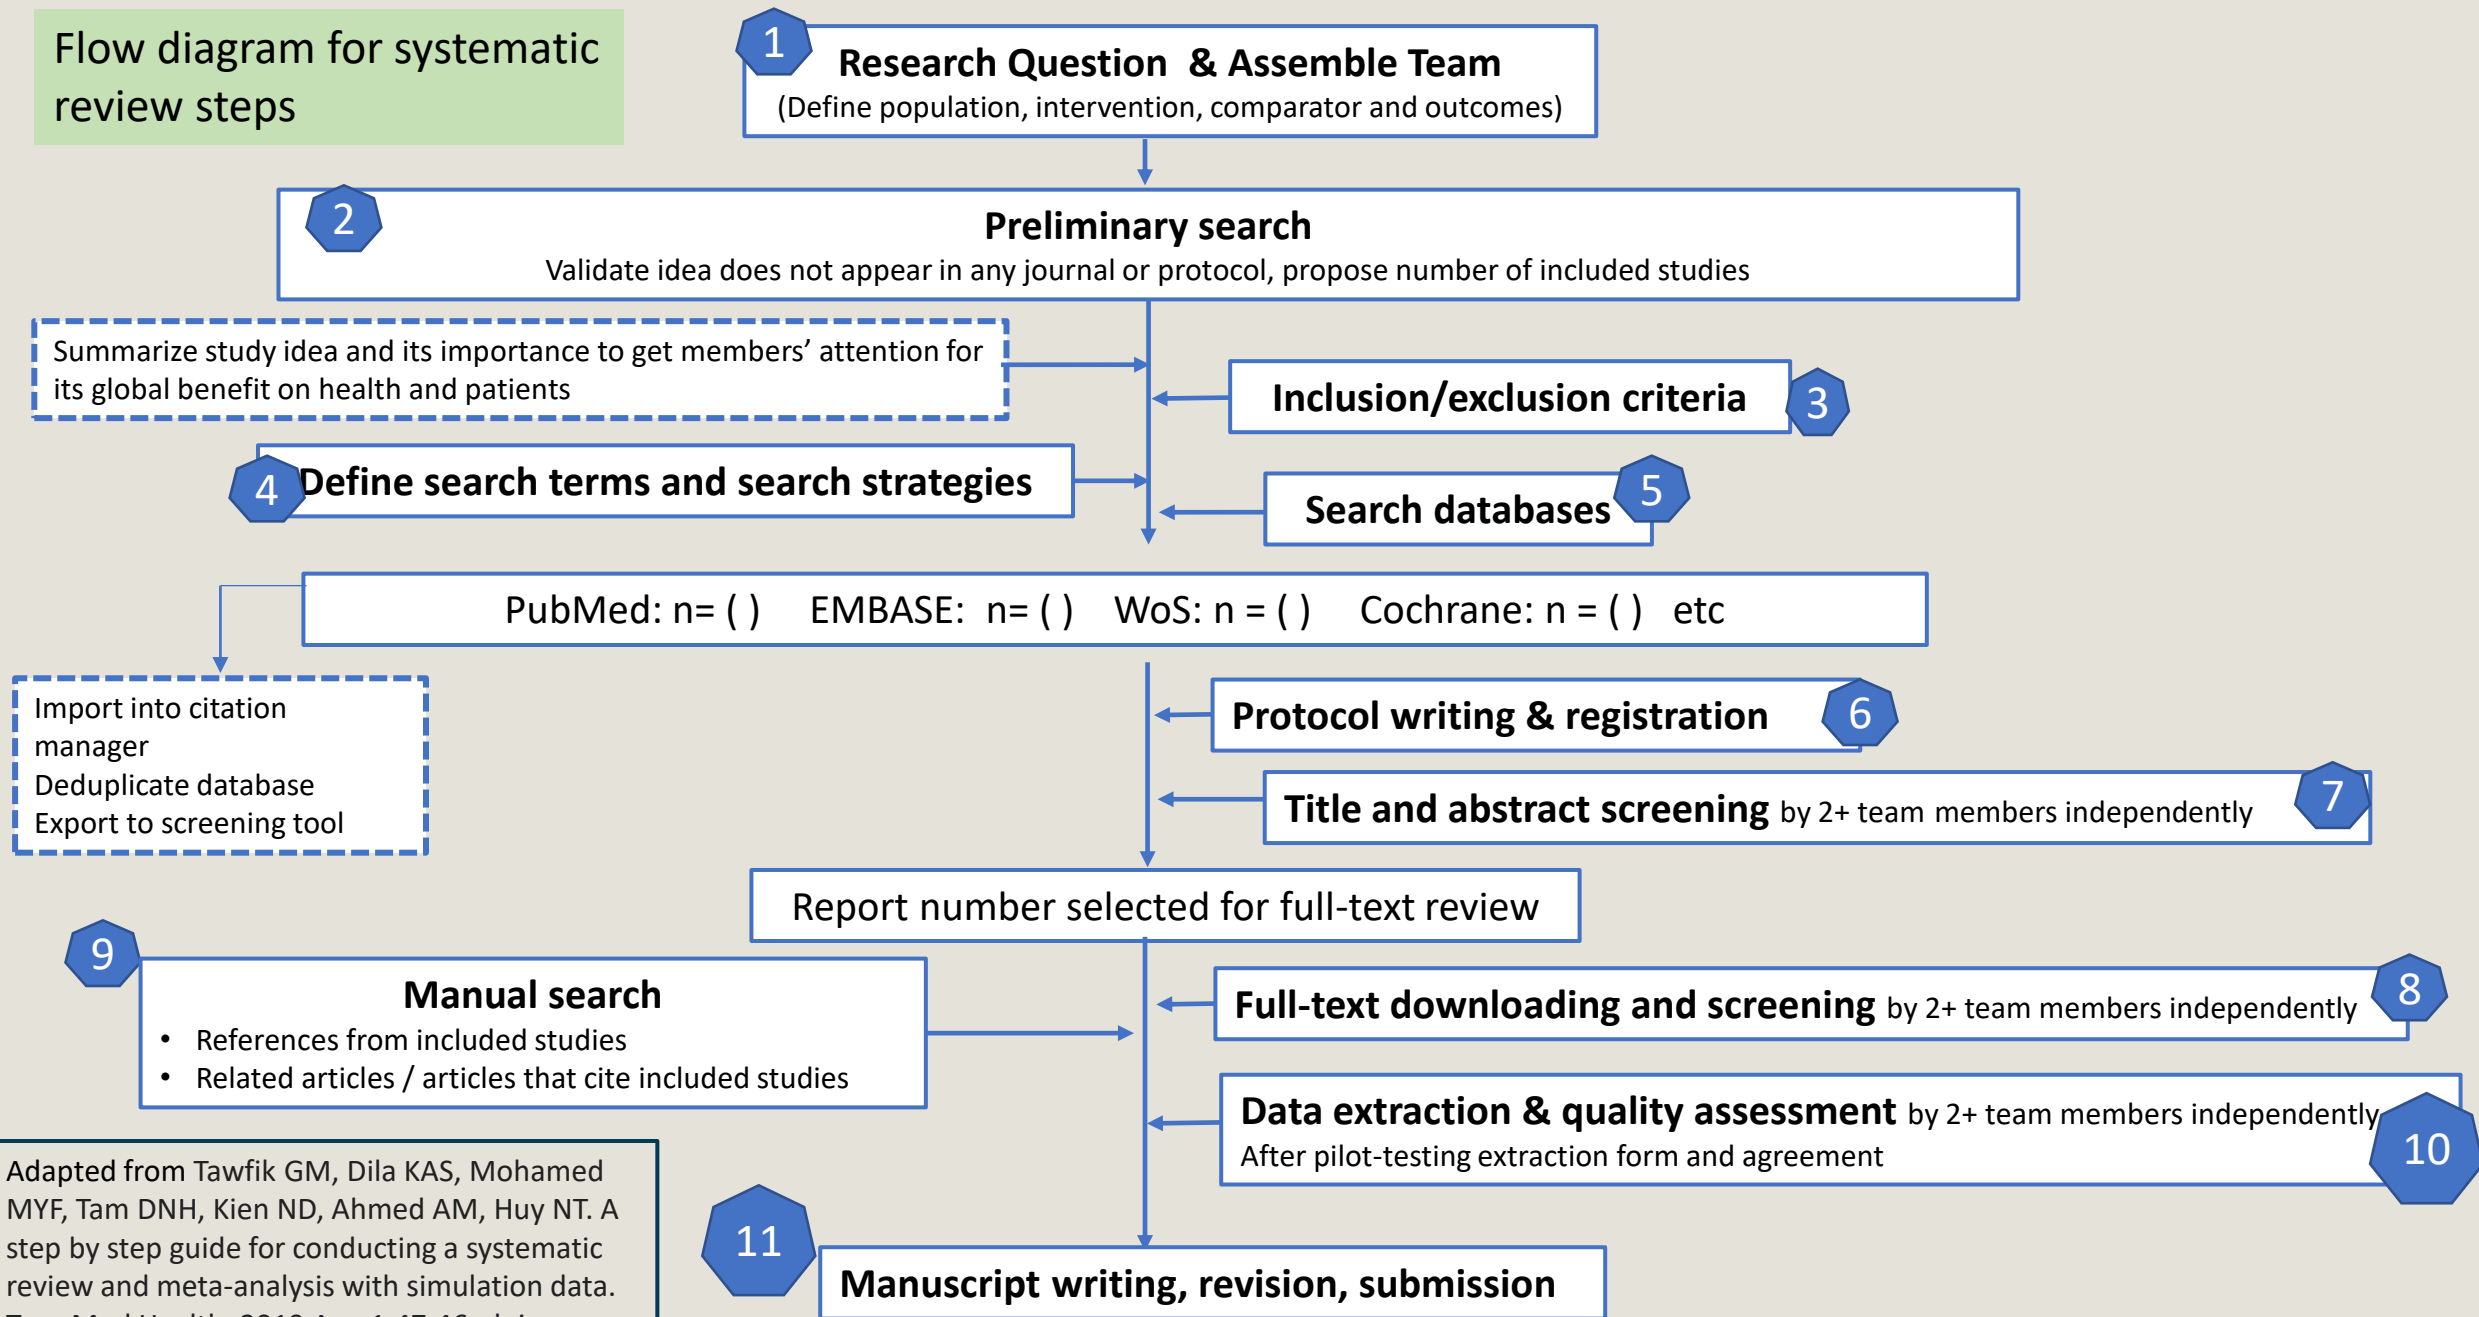 Flow diagram for systematic
review steps
1
Research Question & Assemble Team
(Define population, intervention, comparator and outcomes)
2
Preliminary search
Validate idea does not appear in any journal or protocol, propose number of included studies
Summarize study idea and its importance to get members’ attention for
its global benefit on health and patients
Inclusion/exclusion criteria
3
4
Define search terms and search strategies
Search databases
5
PubMed: n= ( ) EMBASE: n= ( ) WoS: n = ( ) Cochrane: n = ( ) etc
Import into citation
manager
Deduplicate database
Export to screening tool
Protocol writing & registration
6
Title and abstract screening by 2+ team members independently
7
Report number selected for full-text review
9
Manual search
• References from included studies
• Related articles / articles that cite included studies
Full-text downloading and screening by 2+ team members independently
8
Data extraction & quality assessment by 2+ team members independently
After pilot-testing extraction form and agreement
10
11
Manuscript writing, revision, submission
Adapted from Tawfik GM, Dila KAS, Mohamed
MYF, Tam DNH, Kien ND, Ahmed AM, Huy NT. A
step by step guide for conducting a systematic
review and meta-analysis with simulation data.